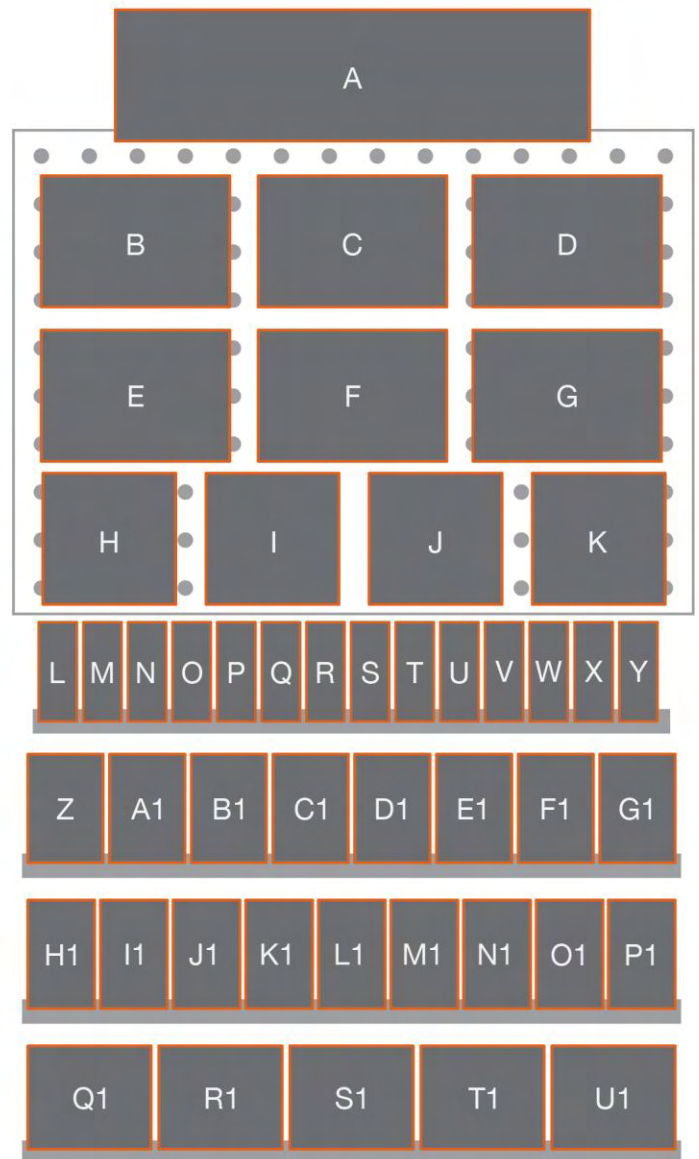 A
B C D
E F G
H I J K
L M N O P Q R S T U V W X Y
Z A1 B1 C1 D1 E1 F1 G1
H1 I1 J1 K1 L1 M1 N1 O1 P1
Q1 R1 S1 T1 U1